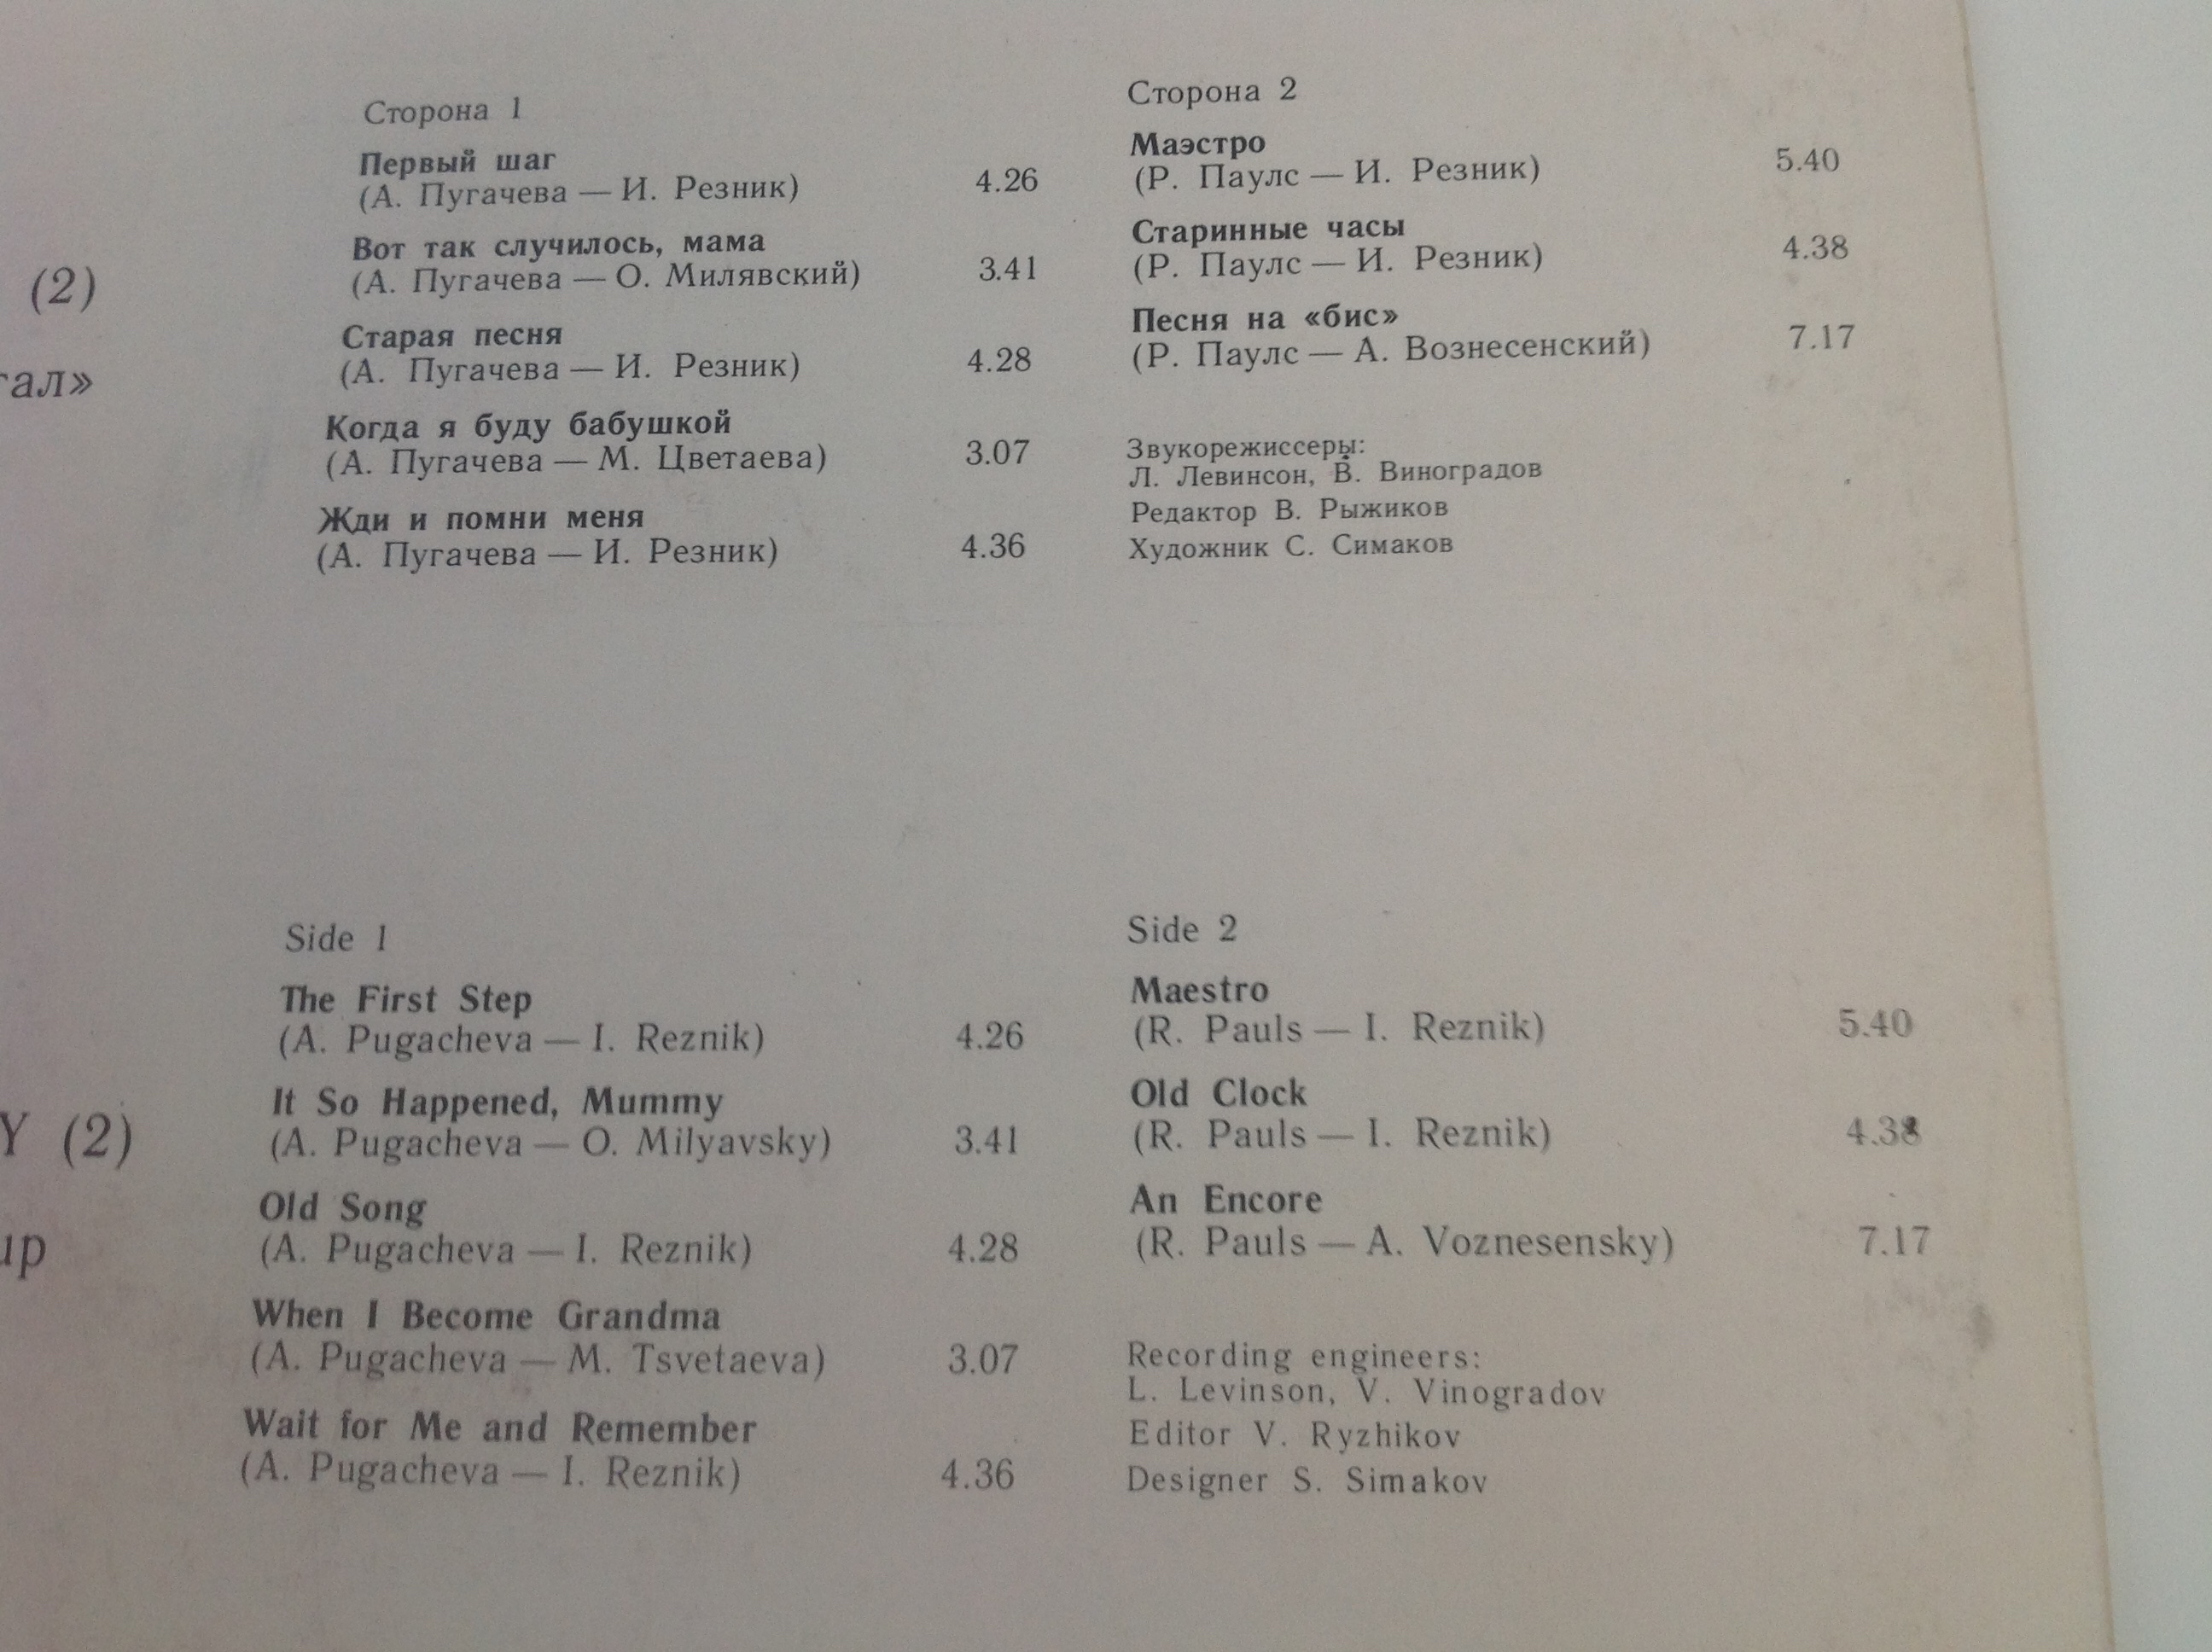 (2)
гал»
Сторона 1
Первый шаг
(А. Пугачева — И. Резник) 4.26
Вот так случилось, мама
(А. Пугачева — О. Милявский) 3.41
Старая песня
(А. Пугачева — И. Резник) 4.28
Когда я буду бабушкой
(А. Пугачева — М. Цветаева) 3.07
Жди и помни меня
(А. Пугачева — И. Резник) 4.36
Сторона 2
Маэстро
(Р. Паулс — И. Резник) 5.40
Старинные часы
(Р. Паулс — И. Резник) 4.38
Песня на «бис»
(Р. Паулс — А. Вознесенский) 7.17
Звукорежиссеры:
Л. Левинсон, В. Виноградов
Редактор В. Рыжиков
Художник С. Симаков
Y (2)
up
Side 1
The First Step
(A. Pugacheva — I. Reznik) 4.26
It So Happened, Mummy
(A. Pugacheva — O. Milyavsky) 3.41
Old Song
(A. Pugacheva — I. Reznik) 4.28
When I Become Grandma
(A. Pugacheva — M. Tsvetaeva) 3.07
Wait for Me and Remember
(A. Pugacheva — I. Reznik) 4.36
Side 2
Maestro
(R. Pauls — I. Reznik) 5.40
Old Clock
(R. Pauls — I. Reznik) 4.38
An Encore
(R. Pauls — A. Voznesensky) 7.17
Recording engineers:
L. Levinson, V. Vinogradov
Editor V. Ryzhikov
Designer S. Simakov